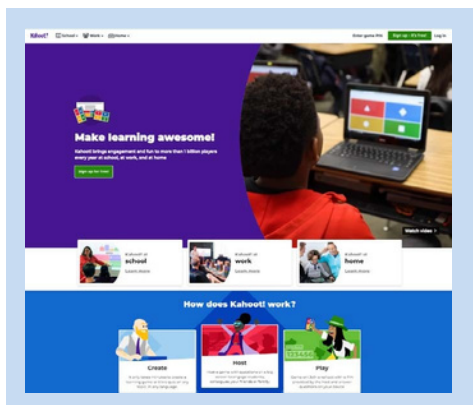 Kahoot! School Work Home Enter game PIN Sign up - It's free! Log in
Make learning awesome!
Kahoot! brings engagement and fun to more than 1 billion players
every year at school, at work, and at home
Sign up for free!
Watch video
Kahoot! at
school
Learn more
Kahoot! at
work
Learn more
Kahoot! at
home
Learn more
How does Kahoot! work?
Create
Host
Play